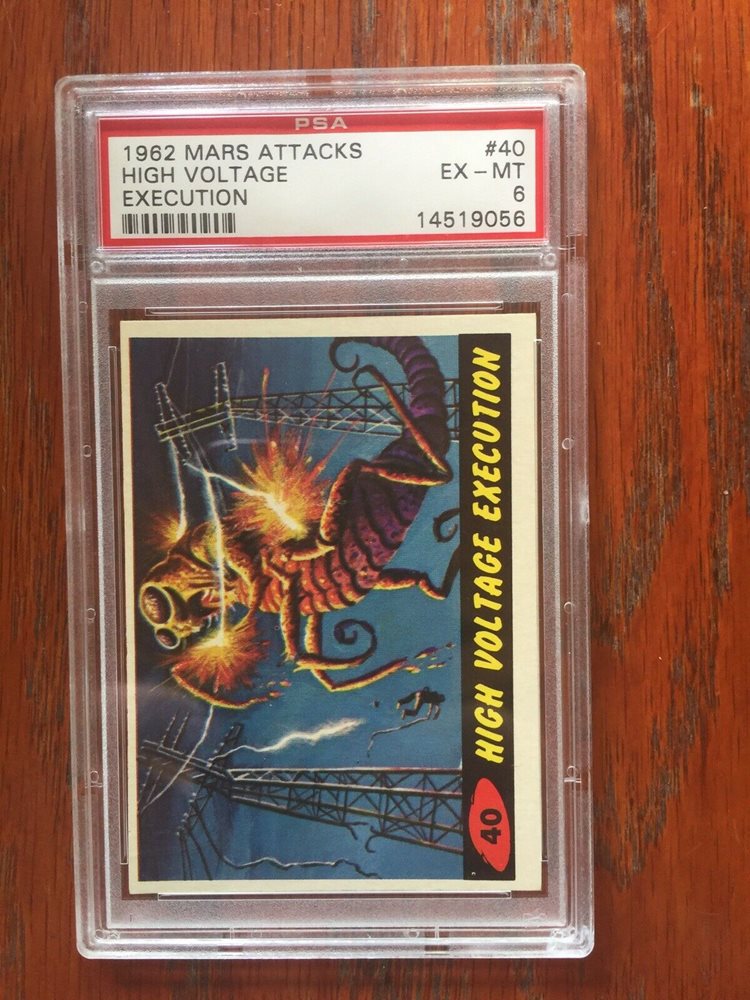 PSA
1962 MARS ATTACKS #40
HIGH VOLTAGE EX - MT
EXECUTION 6
14519056
40 HIGH VOLTAGE EXECUTION